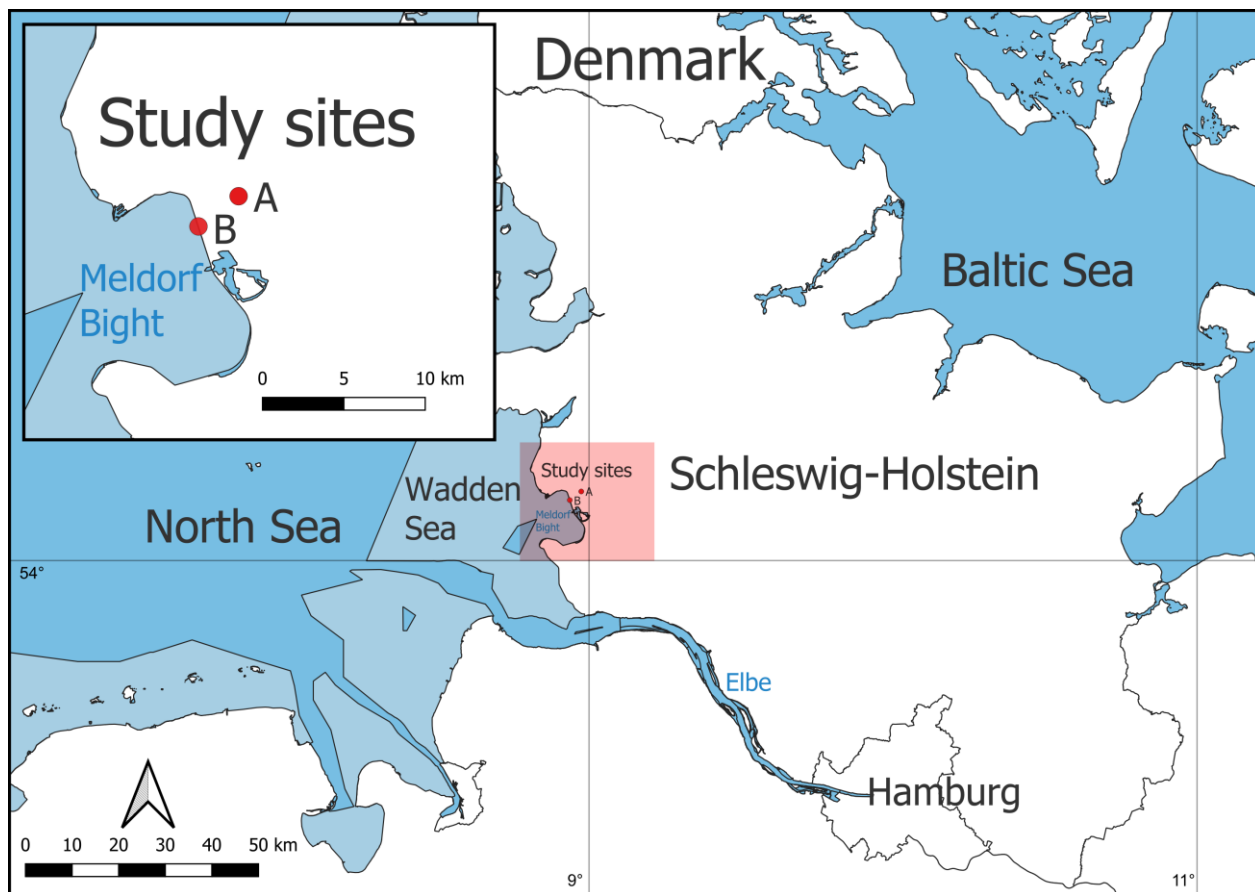 Denmark
Study sites
A
B
Meldorf
Bight
0 5 10 km
Baltic Sea
Study sites
A
B
Meldorf
Bight
Schleswig-Holstein
Wadden
Sea
North Sea
54°
Elbe
Hamburg
0 10 20 30 40 50 km
9°
11°